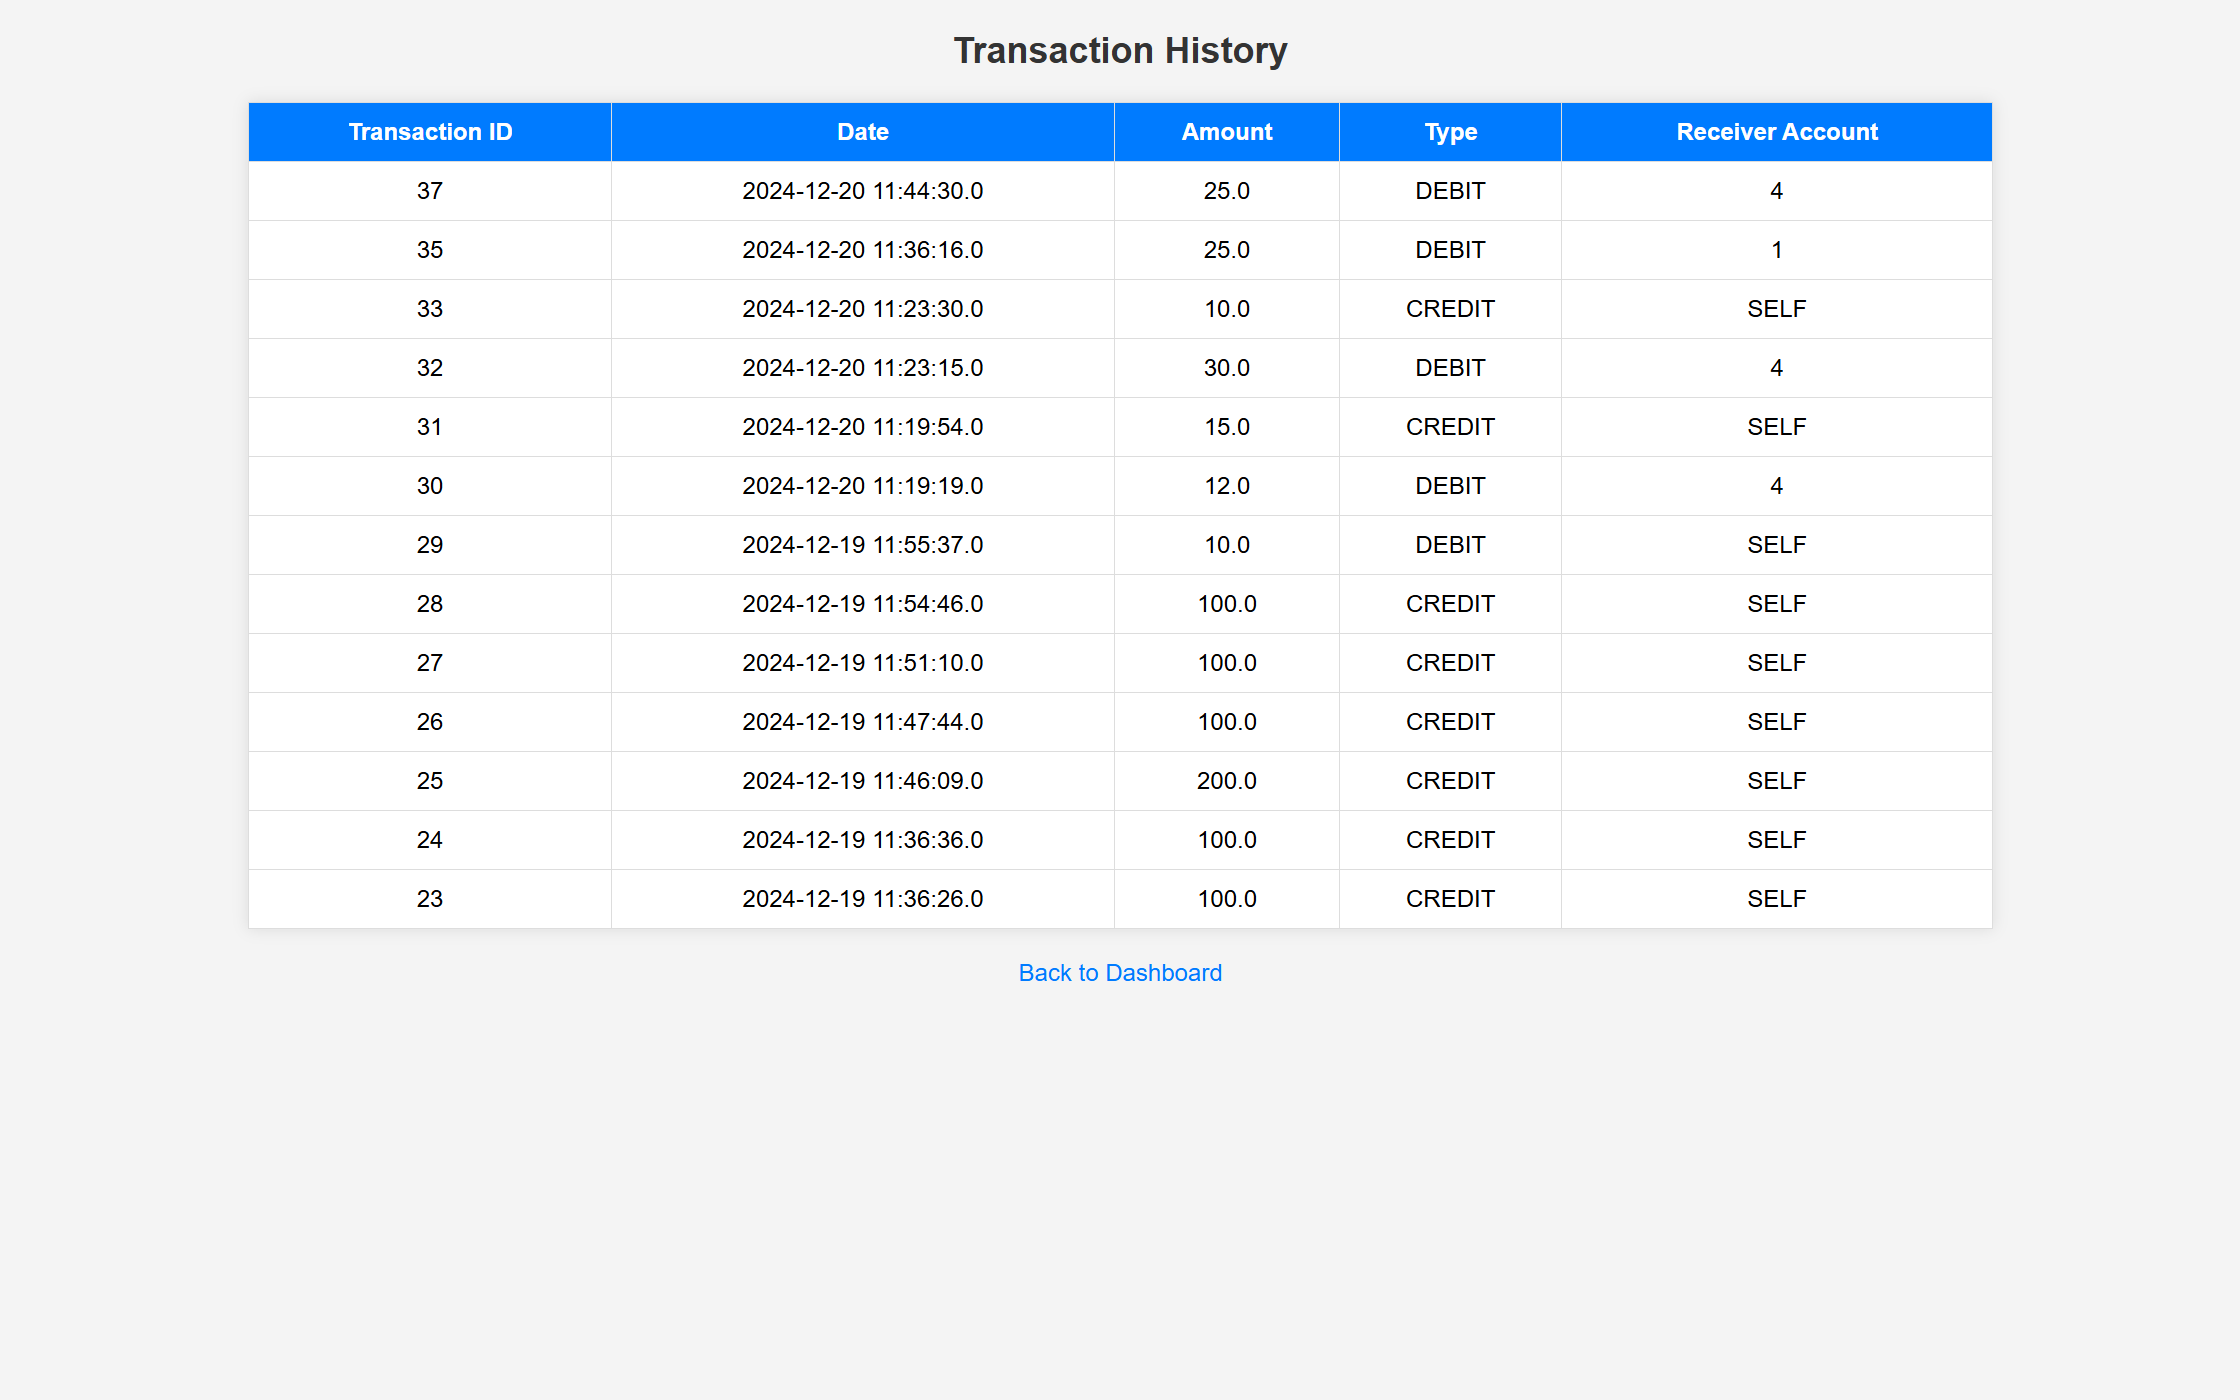 Transaction History
Transaction ID Date Amount Type Receiver Account
37 2024-12-20 11:44:30.0 25.0 DEBIT 4
35 2024-12-20 11:36:16.0 25.0 DEBIT 1
33 2024-12-20 11:23:30.0 10.0 CREDIT SELF
32 2024-12-20 11:23:15.0 30.0 DEBIT 4
31 2024-12-20 11:19:54.0 15.0 CREDIT SELF
30 2024-12-20 11:19:19.0 12.0 DEBIT 4
29 2024-12-19 11:55:37.0 10.0 DEBIT SELF
28 2024-12-19 11:54:46.0 100.0 CREDIT SELF
27 2024-12-19 11:51:10.0 100.0 CREDIT SELF
26 2024-12-19 11:47:44.0 100.0 CREDIT SELF
25 2024-12-19 11:46:09.0 200.0 CREDIT SELF
24 2024-12-19 11:36:36.0 100.0 CREDIT SELF
23 2024-12-19 11:36:26.0 100.0 CREDIT SELF
Back to Dashboard